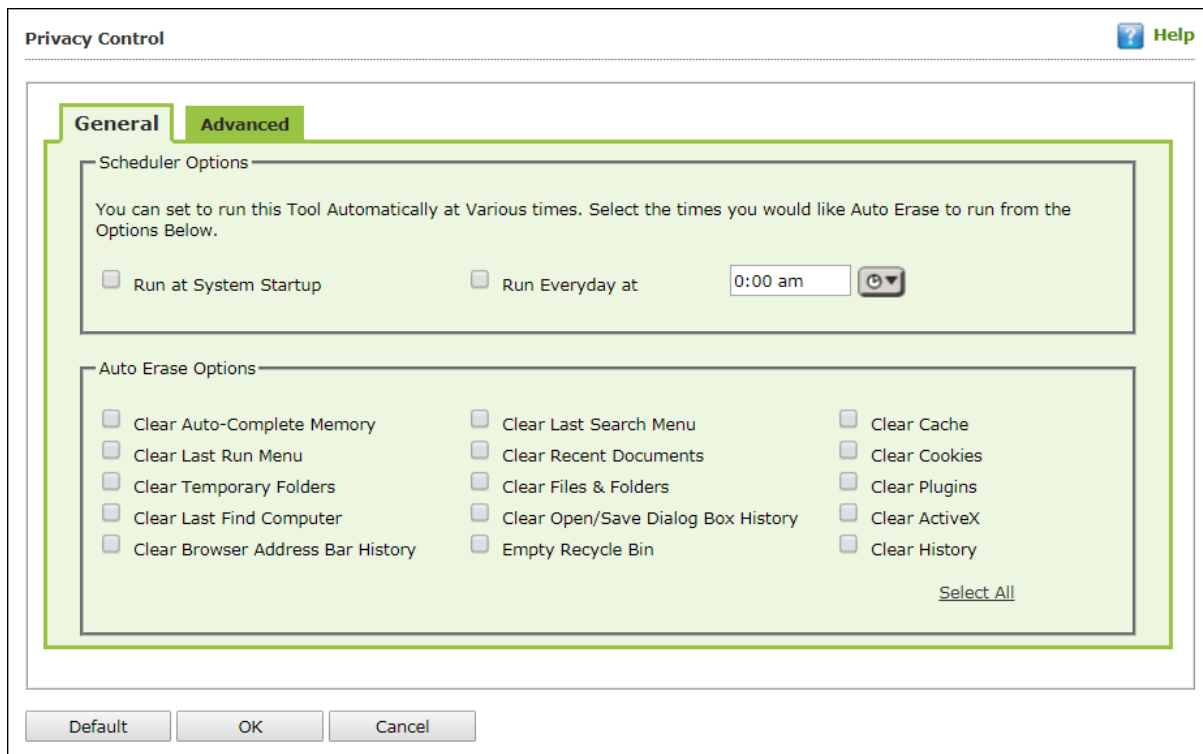 Privacy Control
Help
General
Advanced
Scheduler Options
You can set to run this Tool Automatically at Various times. Select the times you would like Auto Erase to run from the
Options Below.
Run at System Startup
Run Everyday at
0:00 am
Auto Erase Options
Clear Auto-Complete Memory
Clear Last Search Menu
Clear Cache
Clear Last Run Menu
Clear Recent Documents
Clear Cookies
Clear Temporary Folders
Clear Files & Folders
Clear Plugins
Clear Last Find Computer
Clear Open/Save Dialog Box History
Clear ActiveX
Clear Browser Address Bar History
Empty Recycle Bin
Clear History
Select All
Default
OK
Cancel